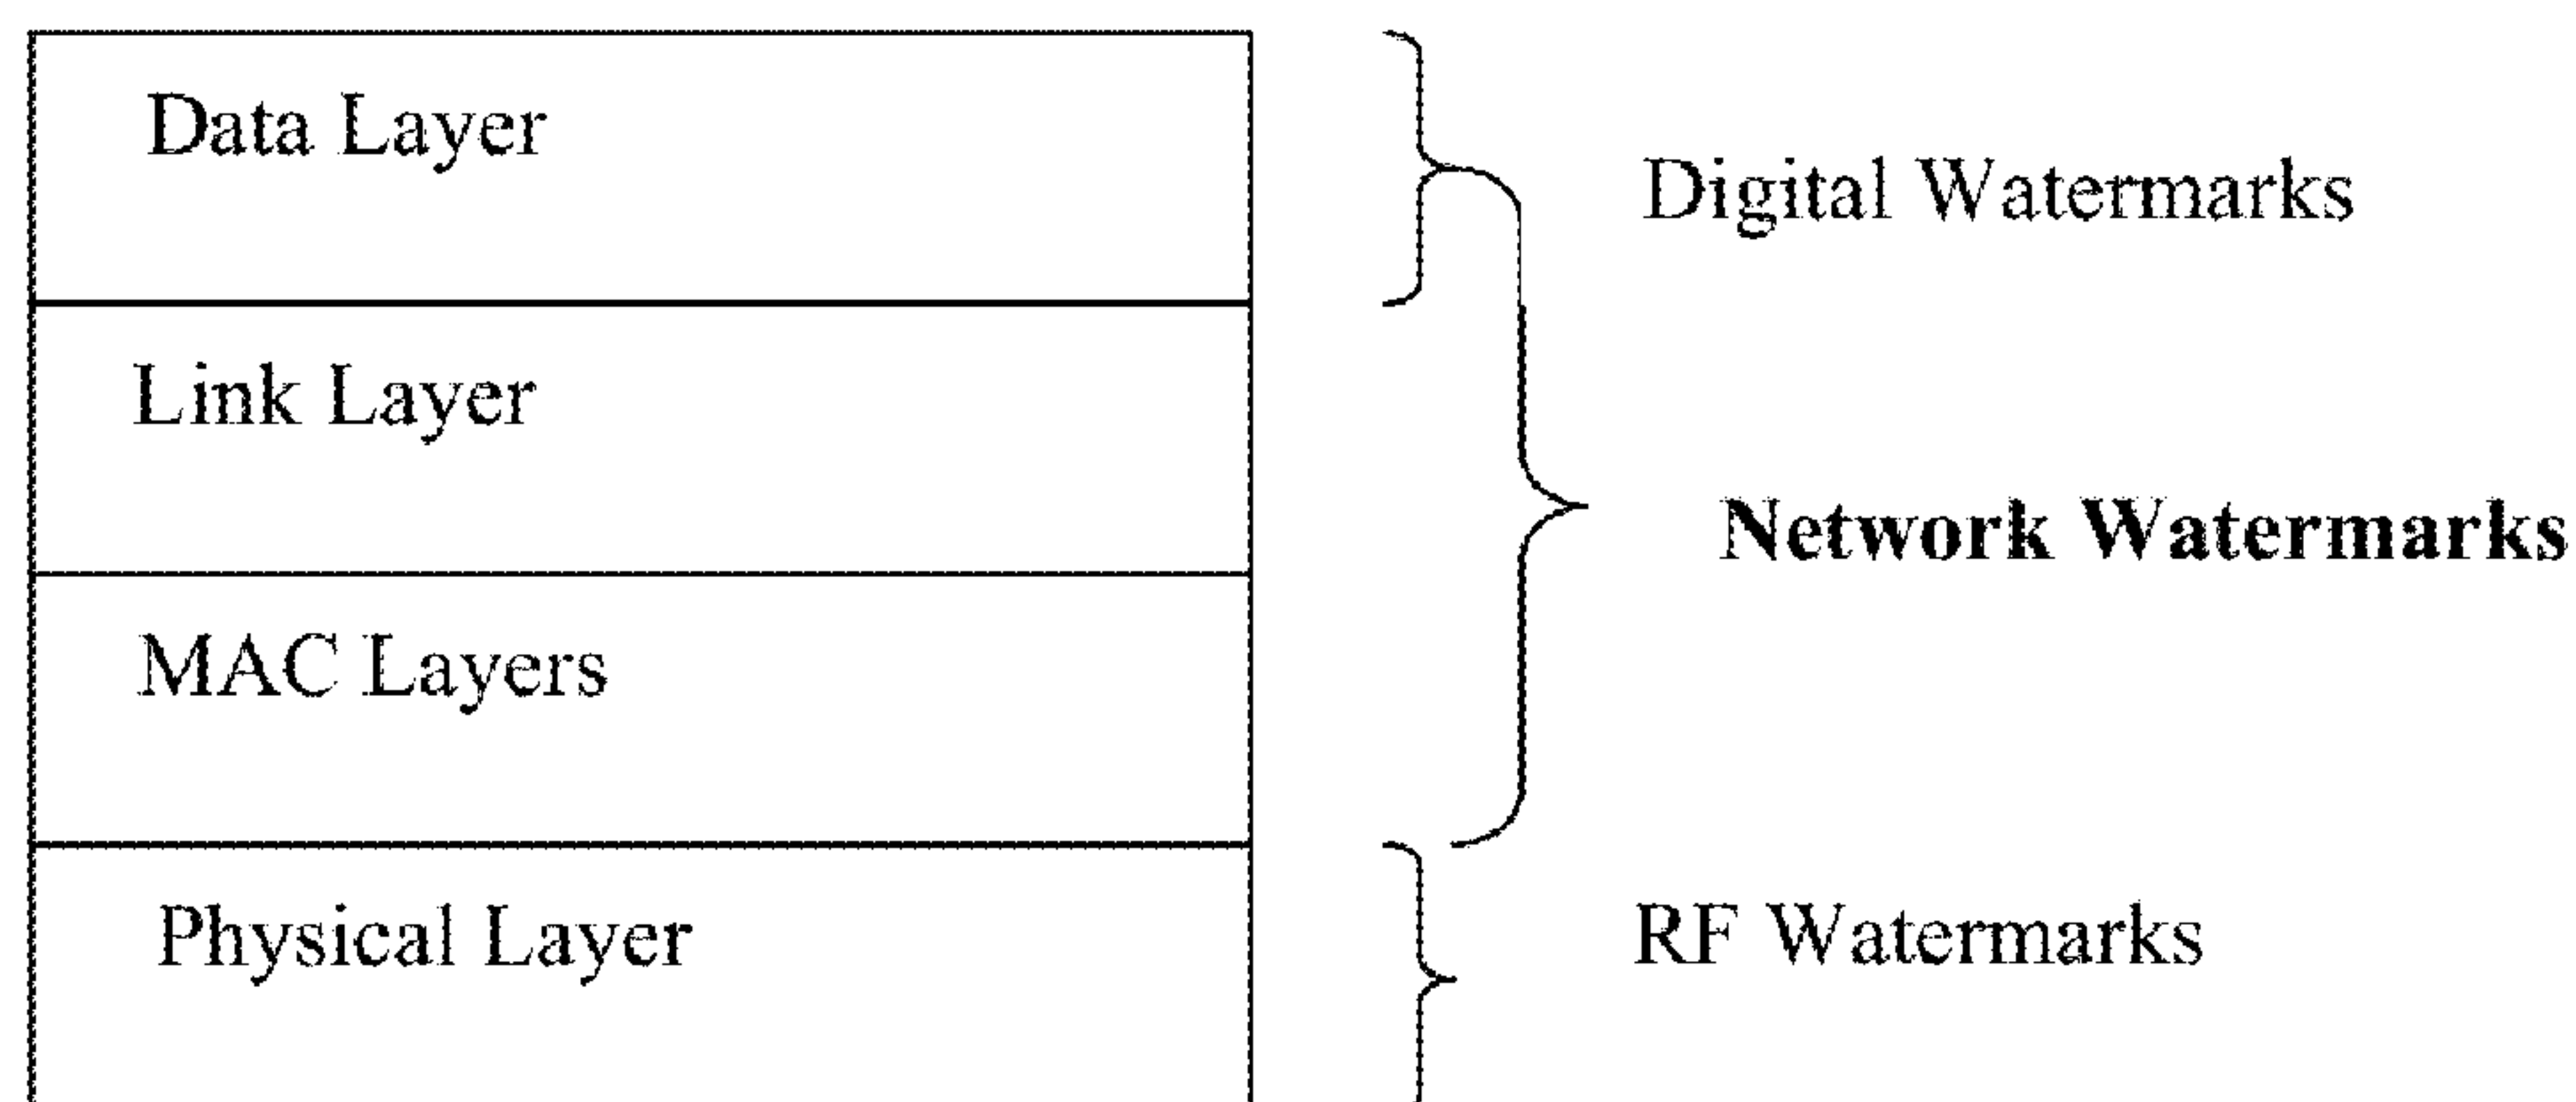 Data Layer
Digital Watermarks
Link Layer
Network Watermarks
MAC Layers
Physical Layer
RF Watermarks